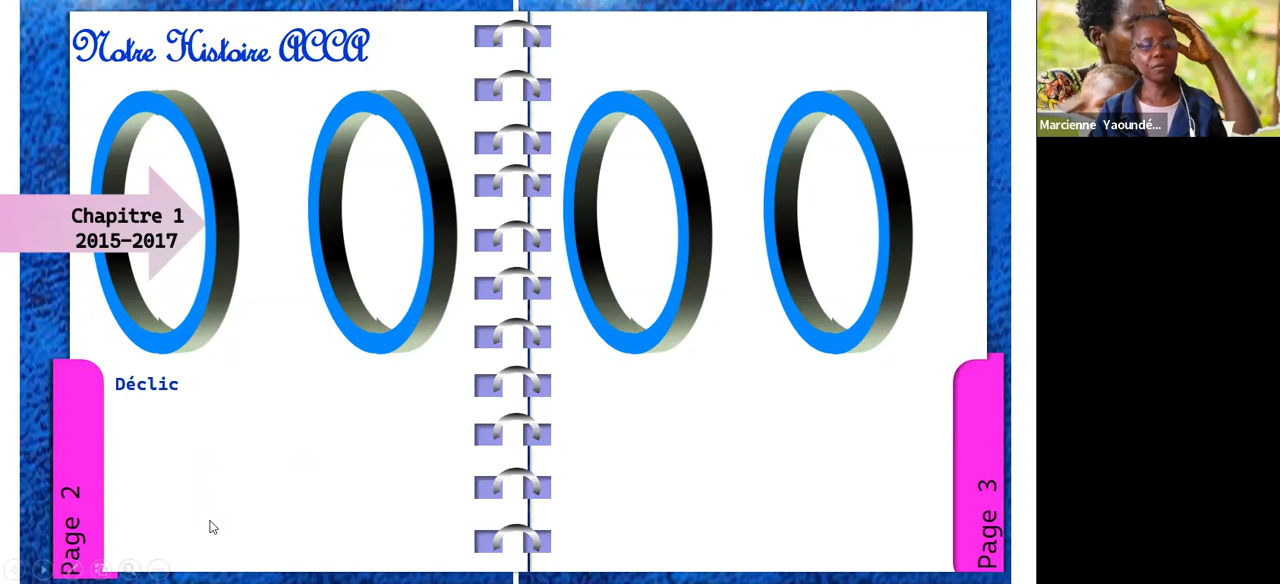 Notre Histoire ACCA
Chapitre 1
2015-2017
Déclic
Page 2
Page 3
Marcienne Yaoundé...